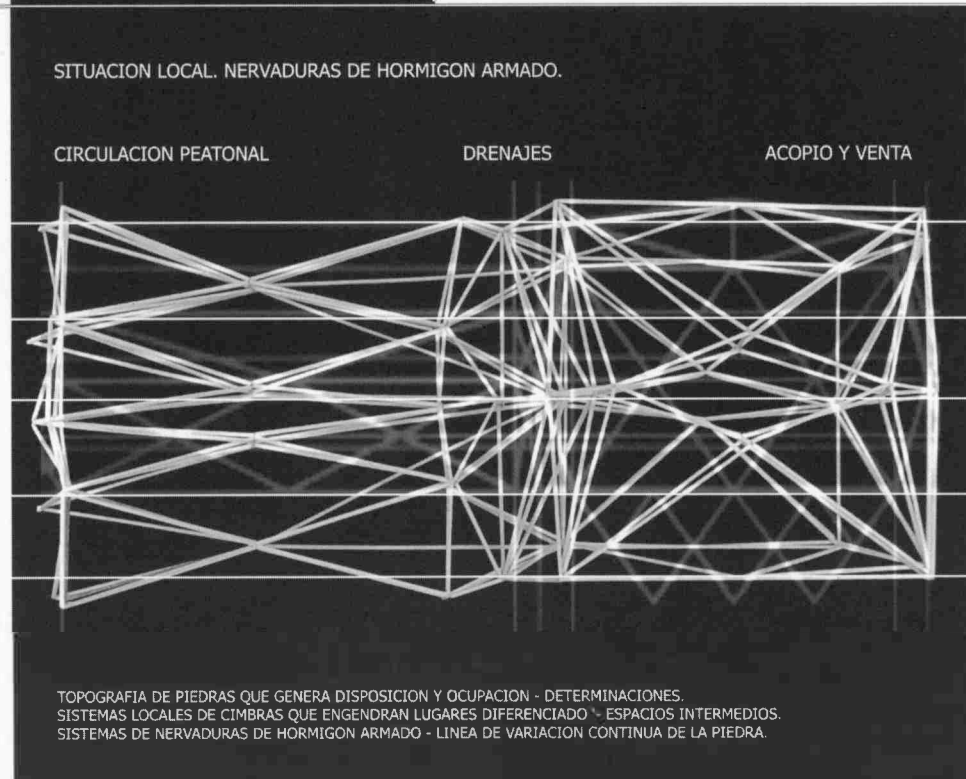 SITUACION LOCAL. NERVADURAS DE HORMIGON ARMADO.
CIRCULACION PEATONAL DRENAJES ACOPIO Y VENTA
TOPOGRAFIA DE PIEDRAS QUE GENERA DISPOSICION Y OCUPACION - DETERMINACIONES.
SISTEMAS LOCALES DE CIMBRAS QUE ENGENDRAN LUGARES DIFERENCIADO - ESPACIOS INTERMEDIOS.
SISTEMAS DE NERVADURAS DE HORMIGON ARMADO - LINEA DE VARIACION CONTINUA DE LA PIEDRA.